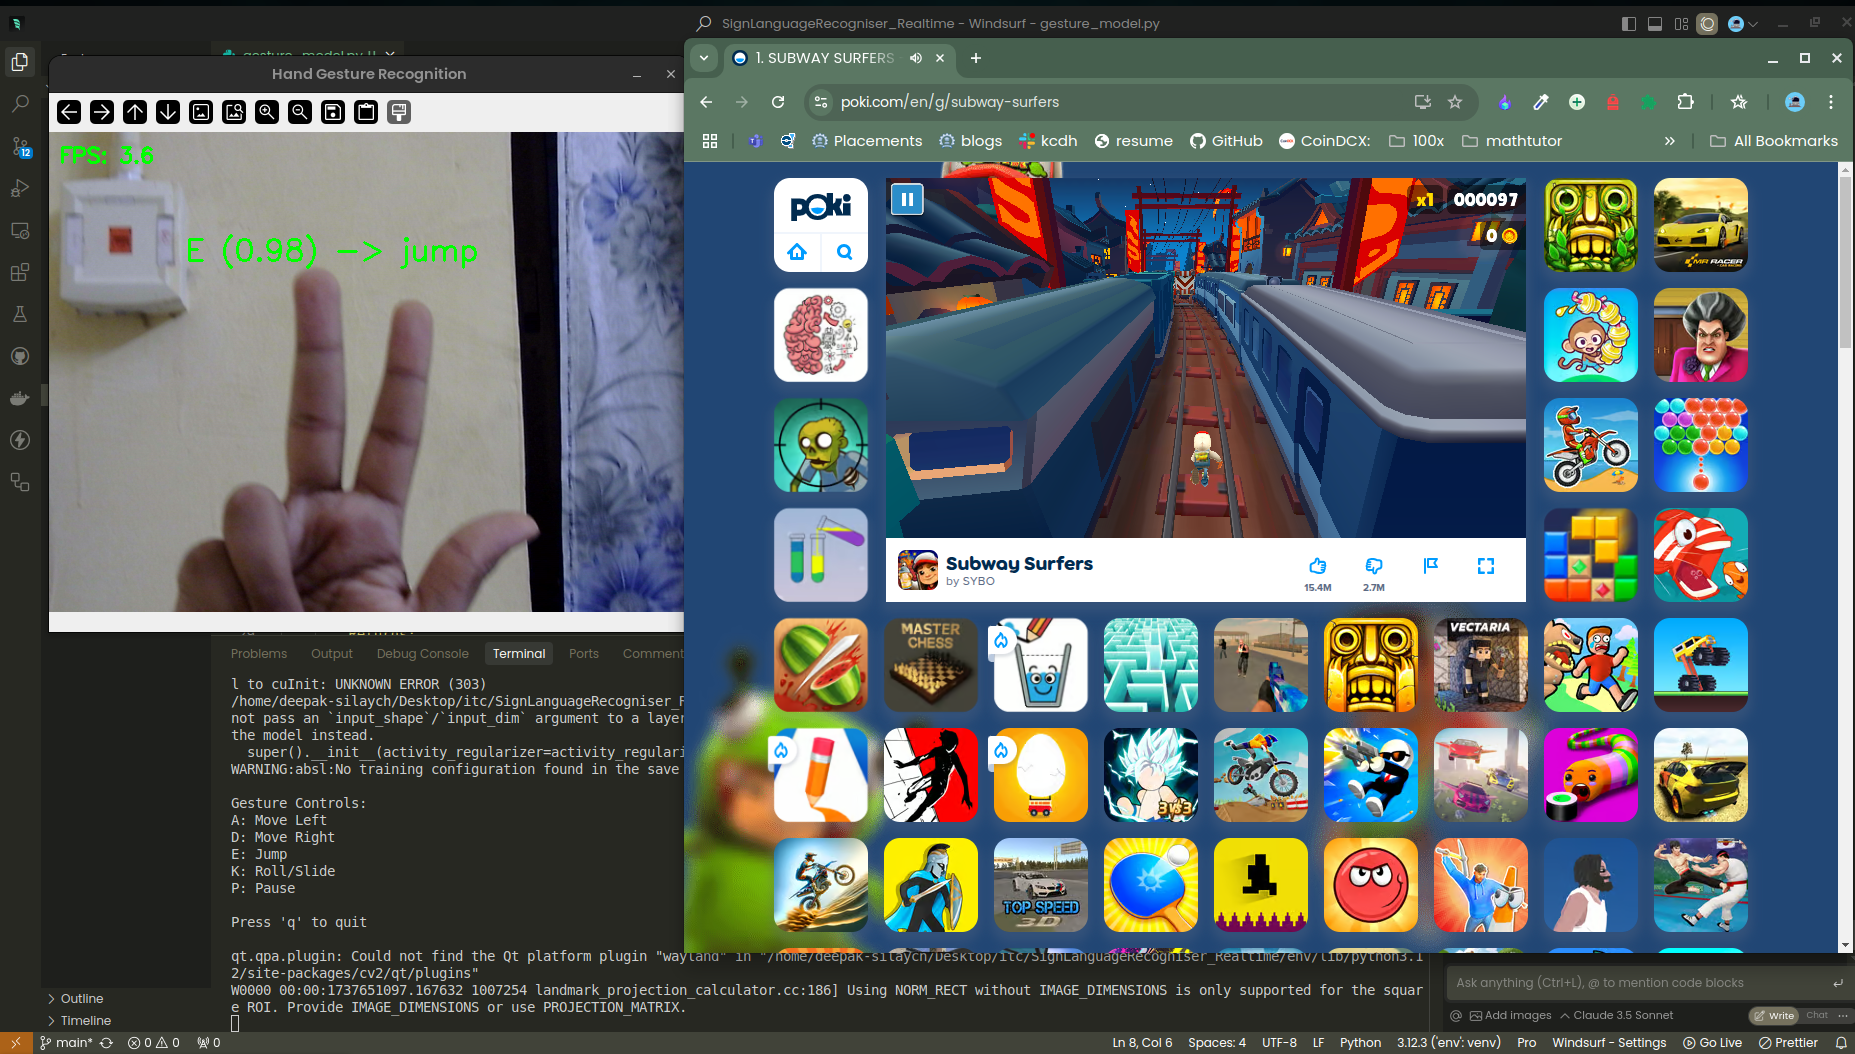 SignLanguageRecogniser_Realtime - Windsurf - gesture_model.py
Hand Gesture Recognition
FPS: 3.6
E (0.98) -> jump
12
1. SUBWAY SURFERS
poki.com/en/g/subway-surfers
Placements
blogs
kcdh
resume
GitHub
CoinDCX:
100x
mathtutor
»
All Bookmarks
poki
x1 000097
0
MR RACER
CAR RACING
Subway Surfers
by SYBO
15.4M
2.7M
MASTER
CHESS
VECTARIA
3v3
TOP SPEED
3D
Problems
Output
Debug Console
Terminal
Ports
l to cuInit: UNKNOWN ERROR (303)
/home/deepak-silaych/Desktop/itc/SignLanguageRecogniser_
not pass an `input_shape`/`input_dim` argument to a layer
the model instead.
super().__init__(activity_regularizer=activity_regulari
WARNING:absl:No training configuration found in the save
Gesture Controls:
A: Move Left
D: Move Right
E: Jump
K: Roll/Slide
P: Pause
Press 'q' to quit
qt.qpa.plugin: Could not find the Qt platform plugin "wayland" in "/home/deepak-silaych/Desktop/itc/SignLanguageRecogniser_Realtime/env/lib/python3.1
2/site-packages/cv2/qt/plugins"
W0000 00:00:1737651097.167632 1007254 landmark_projection_calculator.cc:186] Using NORM_RECT without IMAGE_DIMENSIONS is only supported for the squar
e ROI. Provide IMAGE_DIMENSIONS or use PROJECTION_MATRIX.
Outline
Timeline
Ask anything (Ctrl+L), @ to mention code blocks
@ Add images
Claude 3.5 Sonnet
Write
Chat
main*
0
0
0
Ln 8, Col 6
Spaces: 4
UTF-8
LF
Python
3.12.3 ('env': venv)
Pro
Windsurf - Settings
Go Live
Prettier